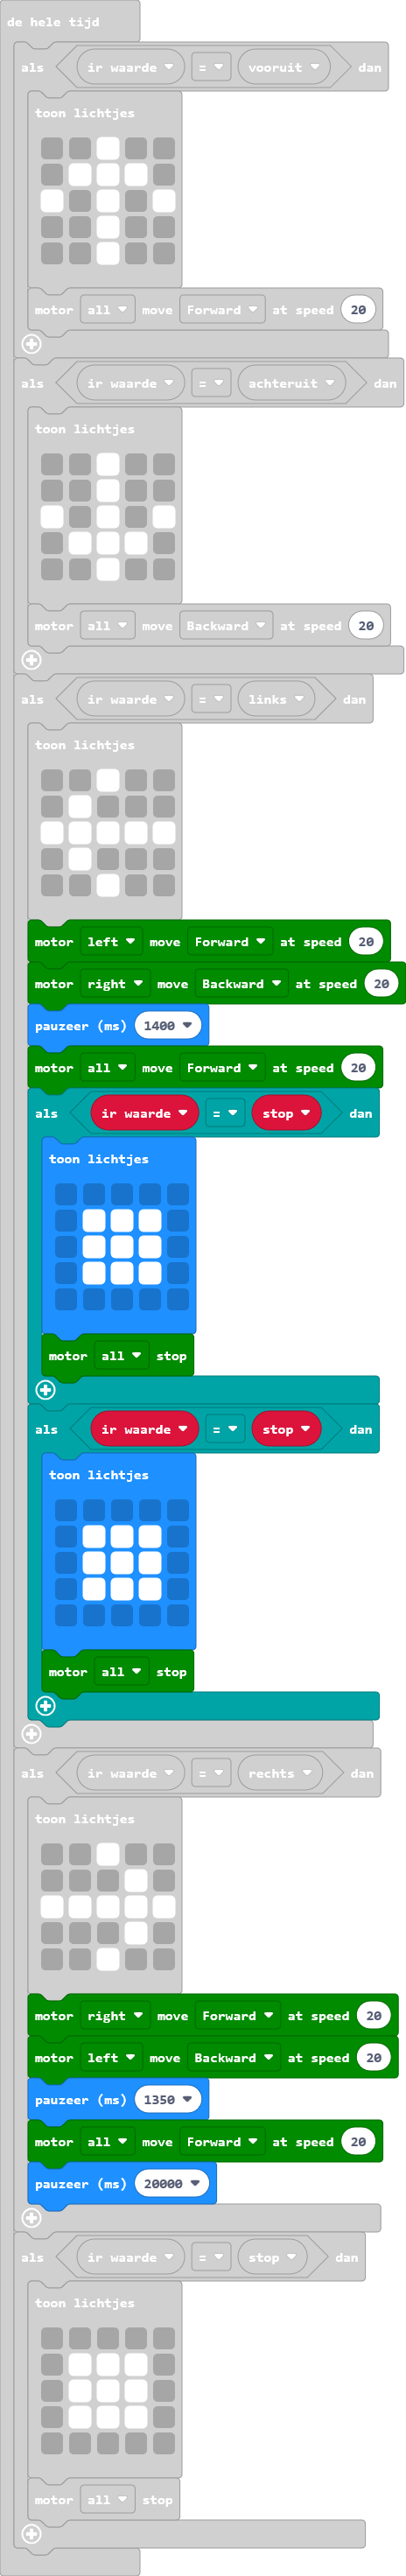 de hele tijd
als ir waarde = vooruit dan
toon lichtjes
motor all move Forward at speed 20
als ir waarde = achteruit dan
toon lichtjes
motor all move Backward at speed 20
als ir waarde = links dan
toon lichtjes
motor left move Forward at speed 20
motor right move Backward at speed 20
pauzeer (ms) 1400
motor all move Forward at speed 20
als ir waarde = stop dan
toon lichtjes
motor all stop
als ir waarde = stop dan
toon lichtjes
motor all stop
als ir waarde = rechts dan
toon lichtjes
motor right move Forward at speed 20
motor left move Backward at speed 20
pauzeer (ms) 1350
motor all move Forward at speed 20
pauzeer (ms) 20000
als ir waarde = stop dan
toon lichtjes
motor all stop